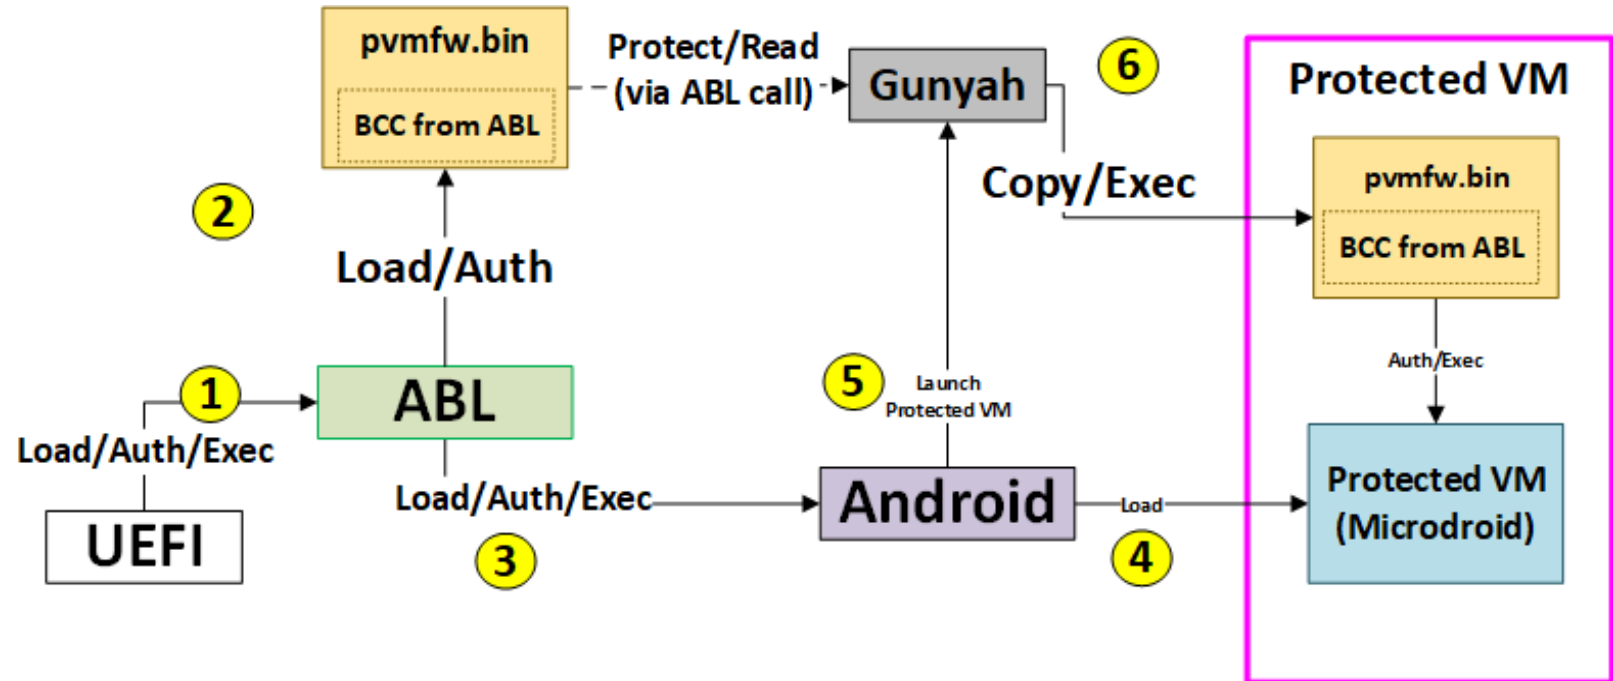 pvmfw.bin
BCC from ABL
Protect/Read
(via ABL call)
Gunyah
6
Protected VM
pvmfw.bin
BCC from ABL
Copy/Exec
2
Load/Auth
Auth/Exec
1
ABL
5
Launch
Protected VM
Load/Auth/Exec
UEFI
Load/Auth/Exec
3
Android
Load
4
Protected VM
(Microdroid)